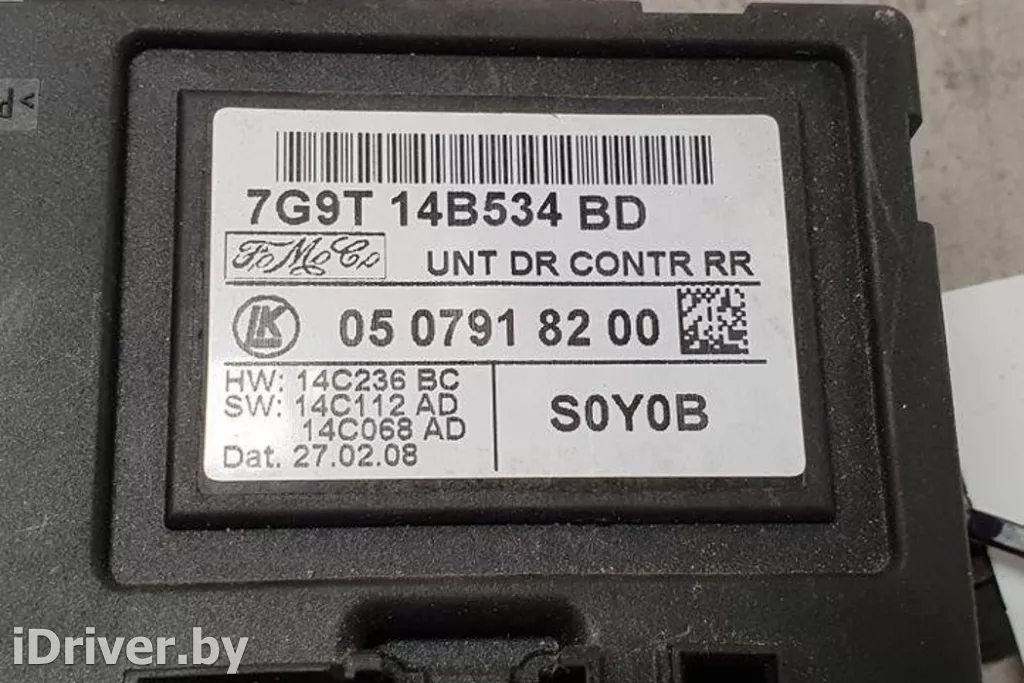 7G9T 14B534 BD
FoMoCo
UNT DR CONTR RR
LK
05 0791 82 00
HW: 14C236 BC
SW: 14C112 AD
14C068 AD
Dat. 27.02.08
S0Y0B
>P
iDriver.by